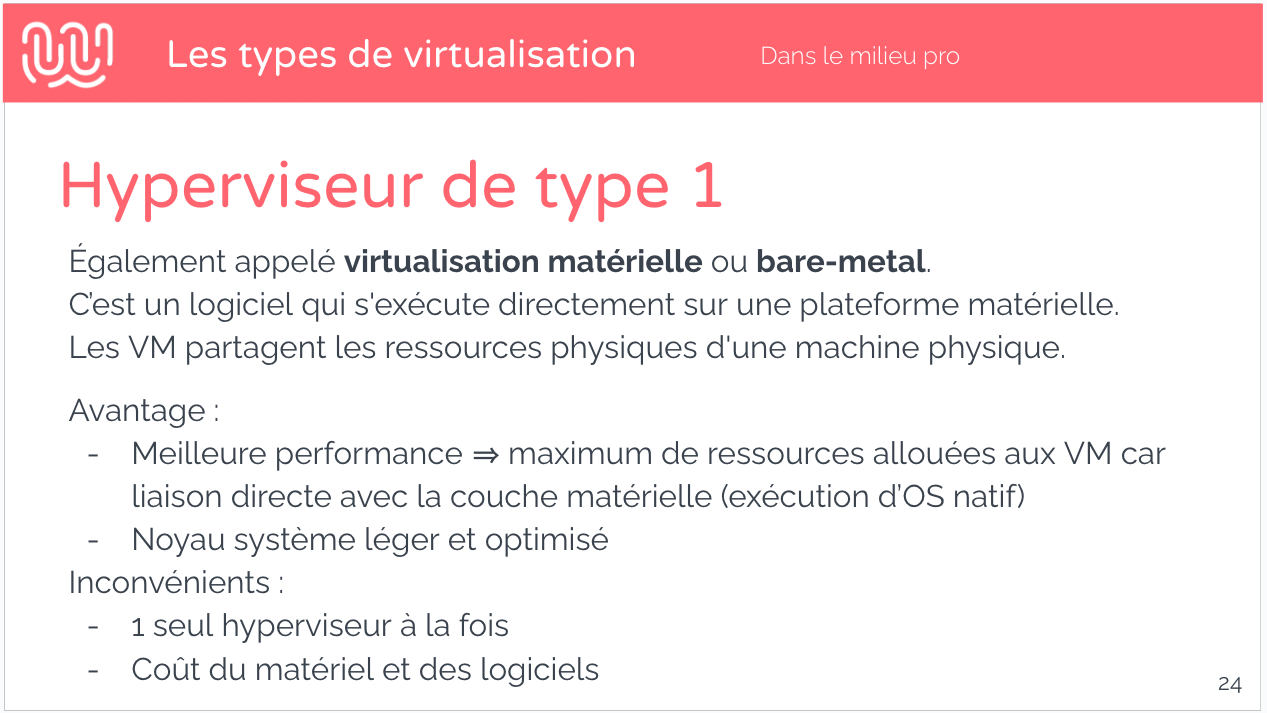 Les types de virtualisation
Dans le milieu pro
Hyperviseur de type 1
Également appelé virtualisation matérielle ou bare-metal.
C’est un logiciel qui s'exécute directement sur une plateforme matérielle.
Les VM partagent les ressources physiques d'une machine physique.
Avantage :
- Meilleure performance ⇒ maximum de ressources allouées aux VM car
liaison directe avec la couche matérielle (exécution d’OS natif)
- Noyau système léger et optimisé
Inconvénients :
- 1 seul hyperviseur à la fois
- Coût du matériel et des logiciels
24